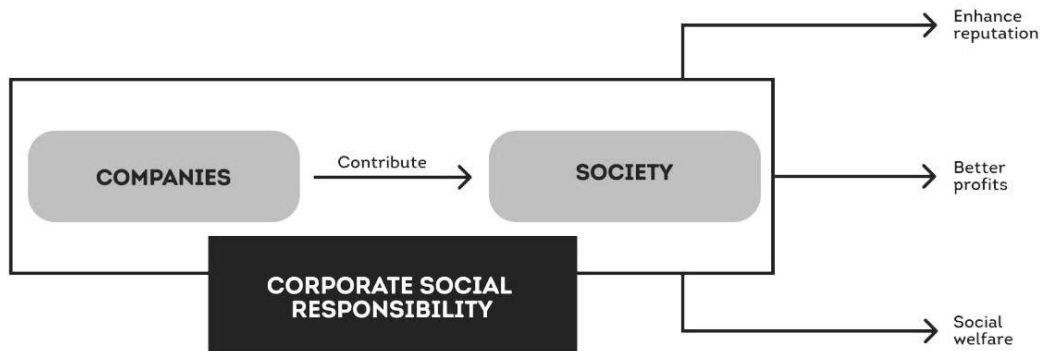 Enhance
reputation
COMPANIES
Contribute
SOCIETY
Better
profits
CORPORATE SOCIAL
RESPONSIBILITY
Social
welfare